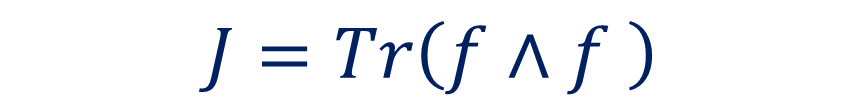 J = Tr(f ∧ f )